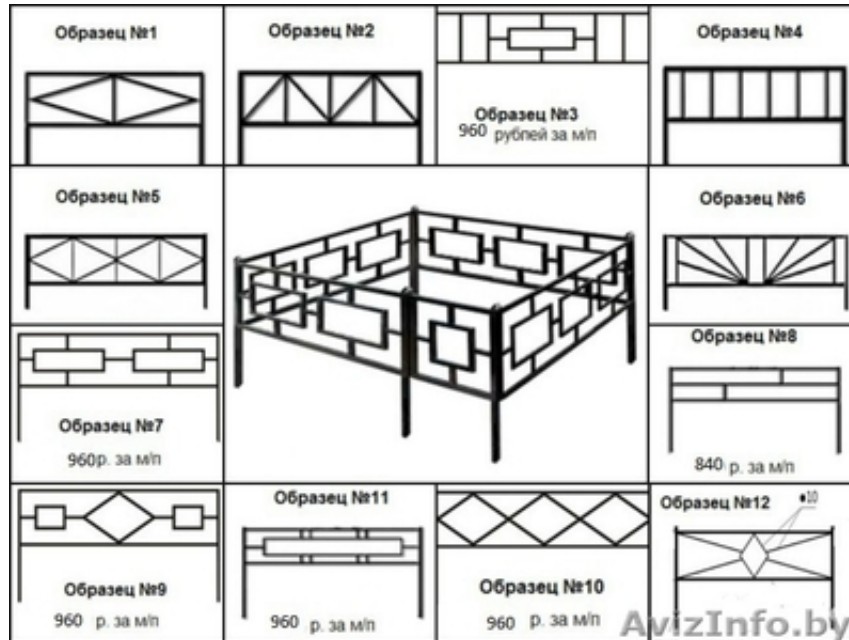 Образец №1
Образец №2
Образец №3
960 рублей за м/п
Образец №4
Образец №5
Образец №6
Образец №7
960р. за м/п
Образец №8
840 р. за м/п
Образец №9
960 р. за м/п
Образец №11
960 р. за м/п
Образец №10
960 р. за м/п
Образец №12
⌀10
AvizInfo.by